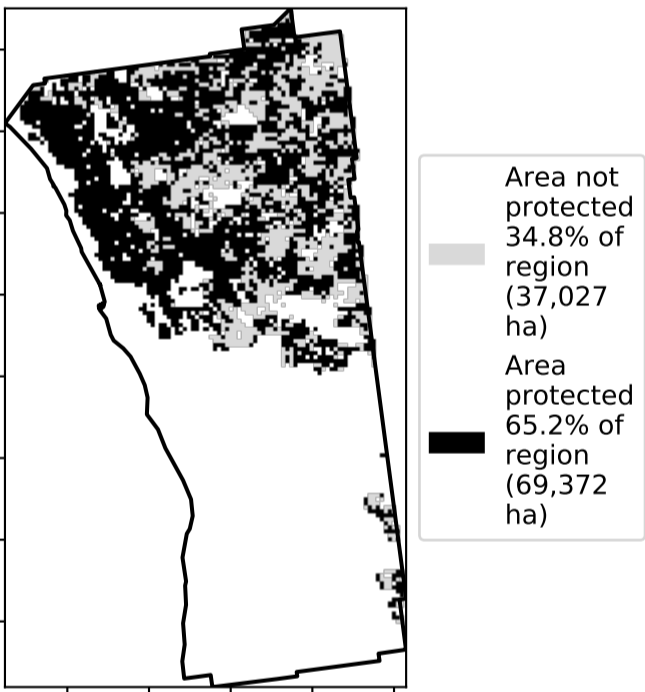 Area not
protected
34.8% of
region
(37,027
ha)
Area
protected
65.2% of
region
(69,372
ha)